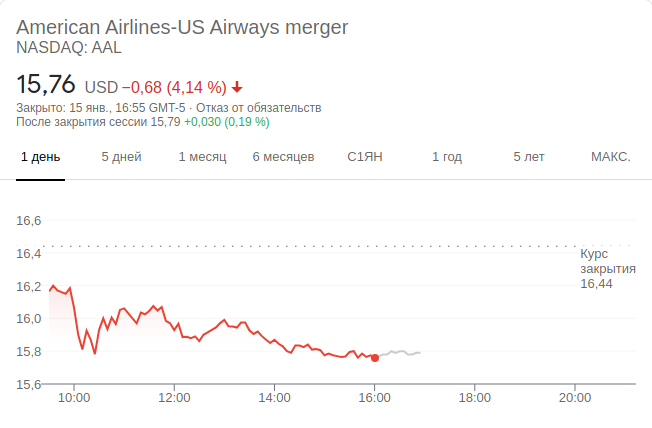 American Airlines-US Airways merger
NASDAQ: AAL
15,76 USD −0,68 (4,14 %)
Закрыто: 15 янв., 16:55 GMT-5 · Отказ от обязательств
После закрытия сессии 15,79 +0,030 (0,19 %)
1 день 5 дней 1 месяц 6 месяцев С1ЯН 1 год 5 лет МАКС.
16,6
16,4
Курс
закрытия
16,44
16,2
16,0
15,8
15,6
10:00 12:00 14:00 16:00 18:00 20:00